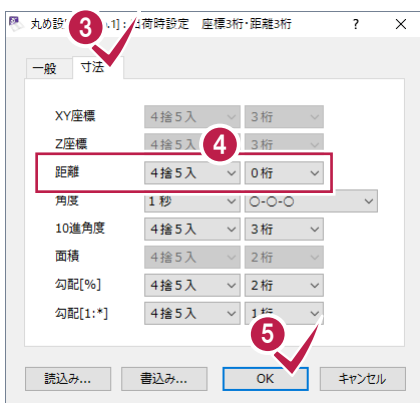 丸め設 .1]: 出荷時設定 座標3桁・距離3桁 ? ×
3
一般 寸法
XY座標 4捨5入 3桁
Z座標 4捨5入 3桁
4
距離 4捨5入 0桁
角度 1秒 〇-〇-〇
10進角度 4捨5入 3桁
面積 4捨5入 2桁
勾配[%] 4捨5入 2桁
勾配[1:*] 4捨5入 1桁
5
読込み... 書込み... OK キャンセル